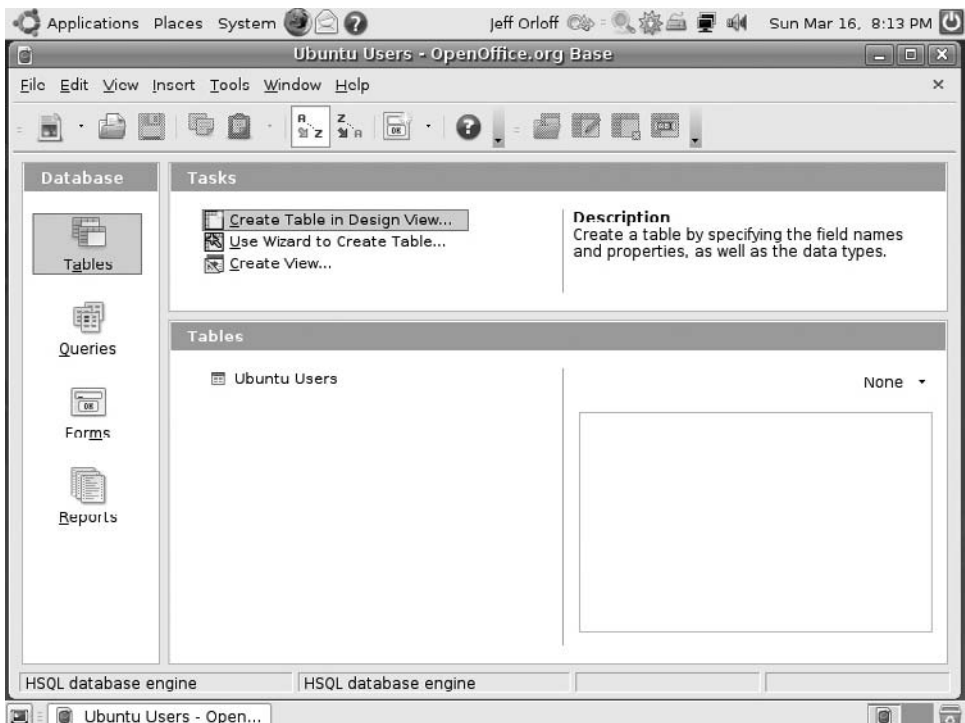 Applications Places System Jeff Orloff Sun Mar 16, 8:13 PM
Ubuntu Users - OpenOffice.org Base
File Edit View Insert Tools Window Help
Database
Tables
Queries
Forms
Reports
Tasks
Create Table in Design View...
Use Wizard to Create Table...
Create View...
Description
Create a table by specifying the field names
and properties, as well as the data types.
Tables
Ubuntu Users
None
HSQL database engine HSQL database engine
Ubuntu Users - Open...